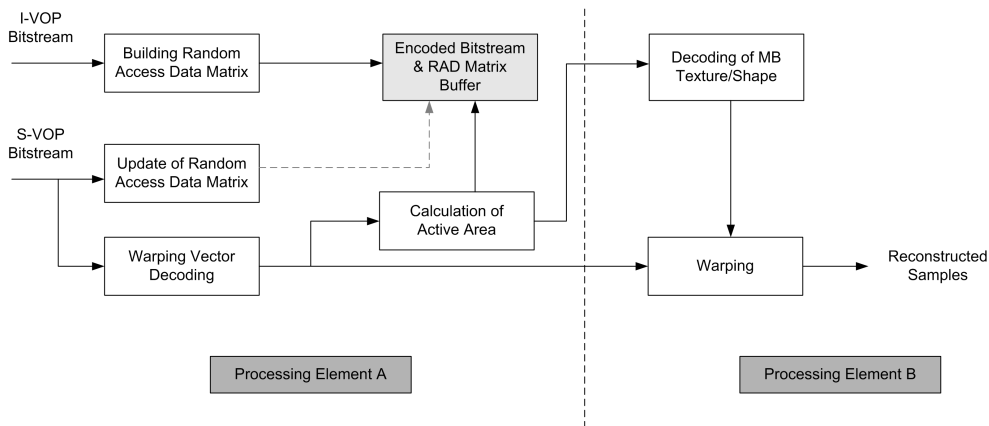 I-VOP
Bitstream
Building Random
Access Data Matrix
Encoded Bitstream
& RAD Matrix
Buffer
Decoding of MB
Texture/Shape
S-VOP
Bitstream
Update of Random
Access Data Matrix
Calculation of
Active Area
Warping Vector
Decoding
Warping
Reconstructed
Samples
Processing Element A
Processing Element B